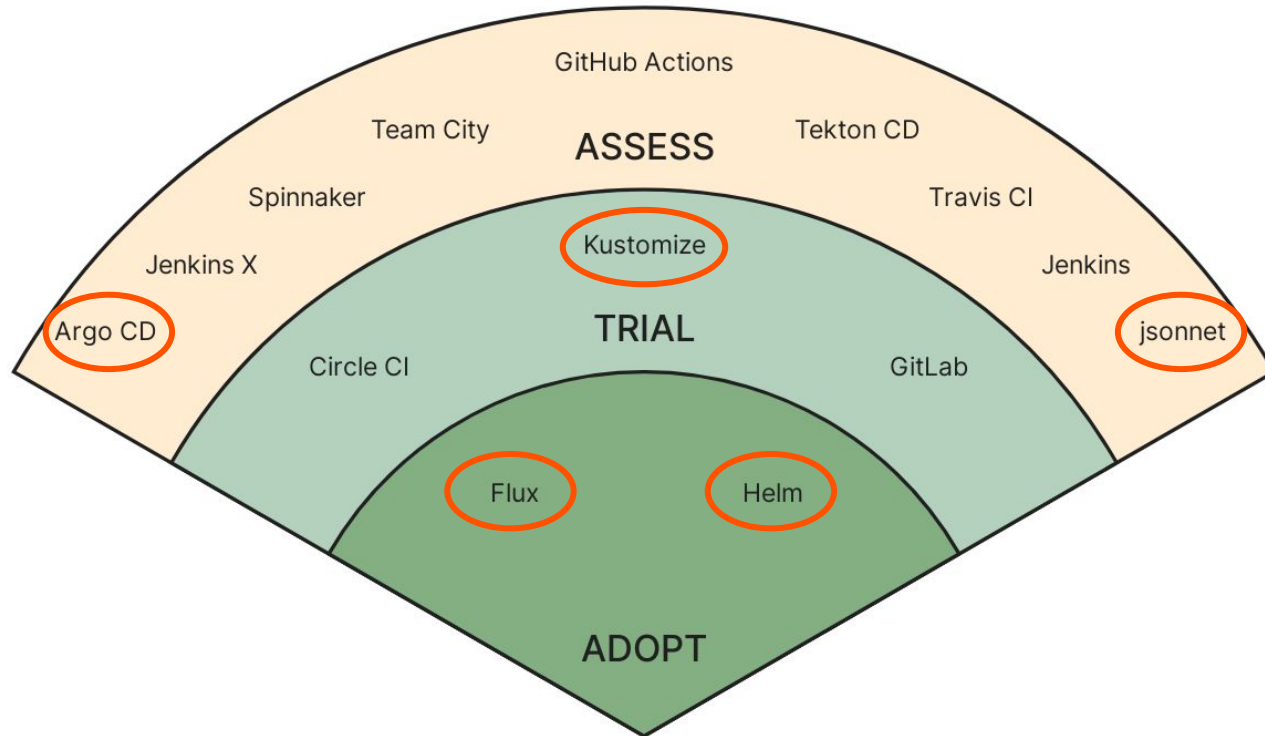 GitHub Actions
Team City
Tekton CD
ASSESS
Spinnaker
Travis CI
Kustomize
Jenkins X
Jenkins
Argo CD
TRIAL
jsonnet
Circle CI
GitLab
Flux
Helm
ADOPT